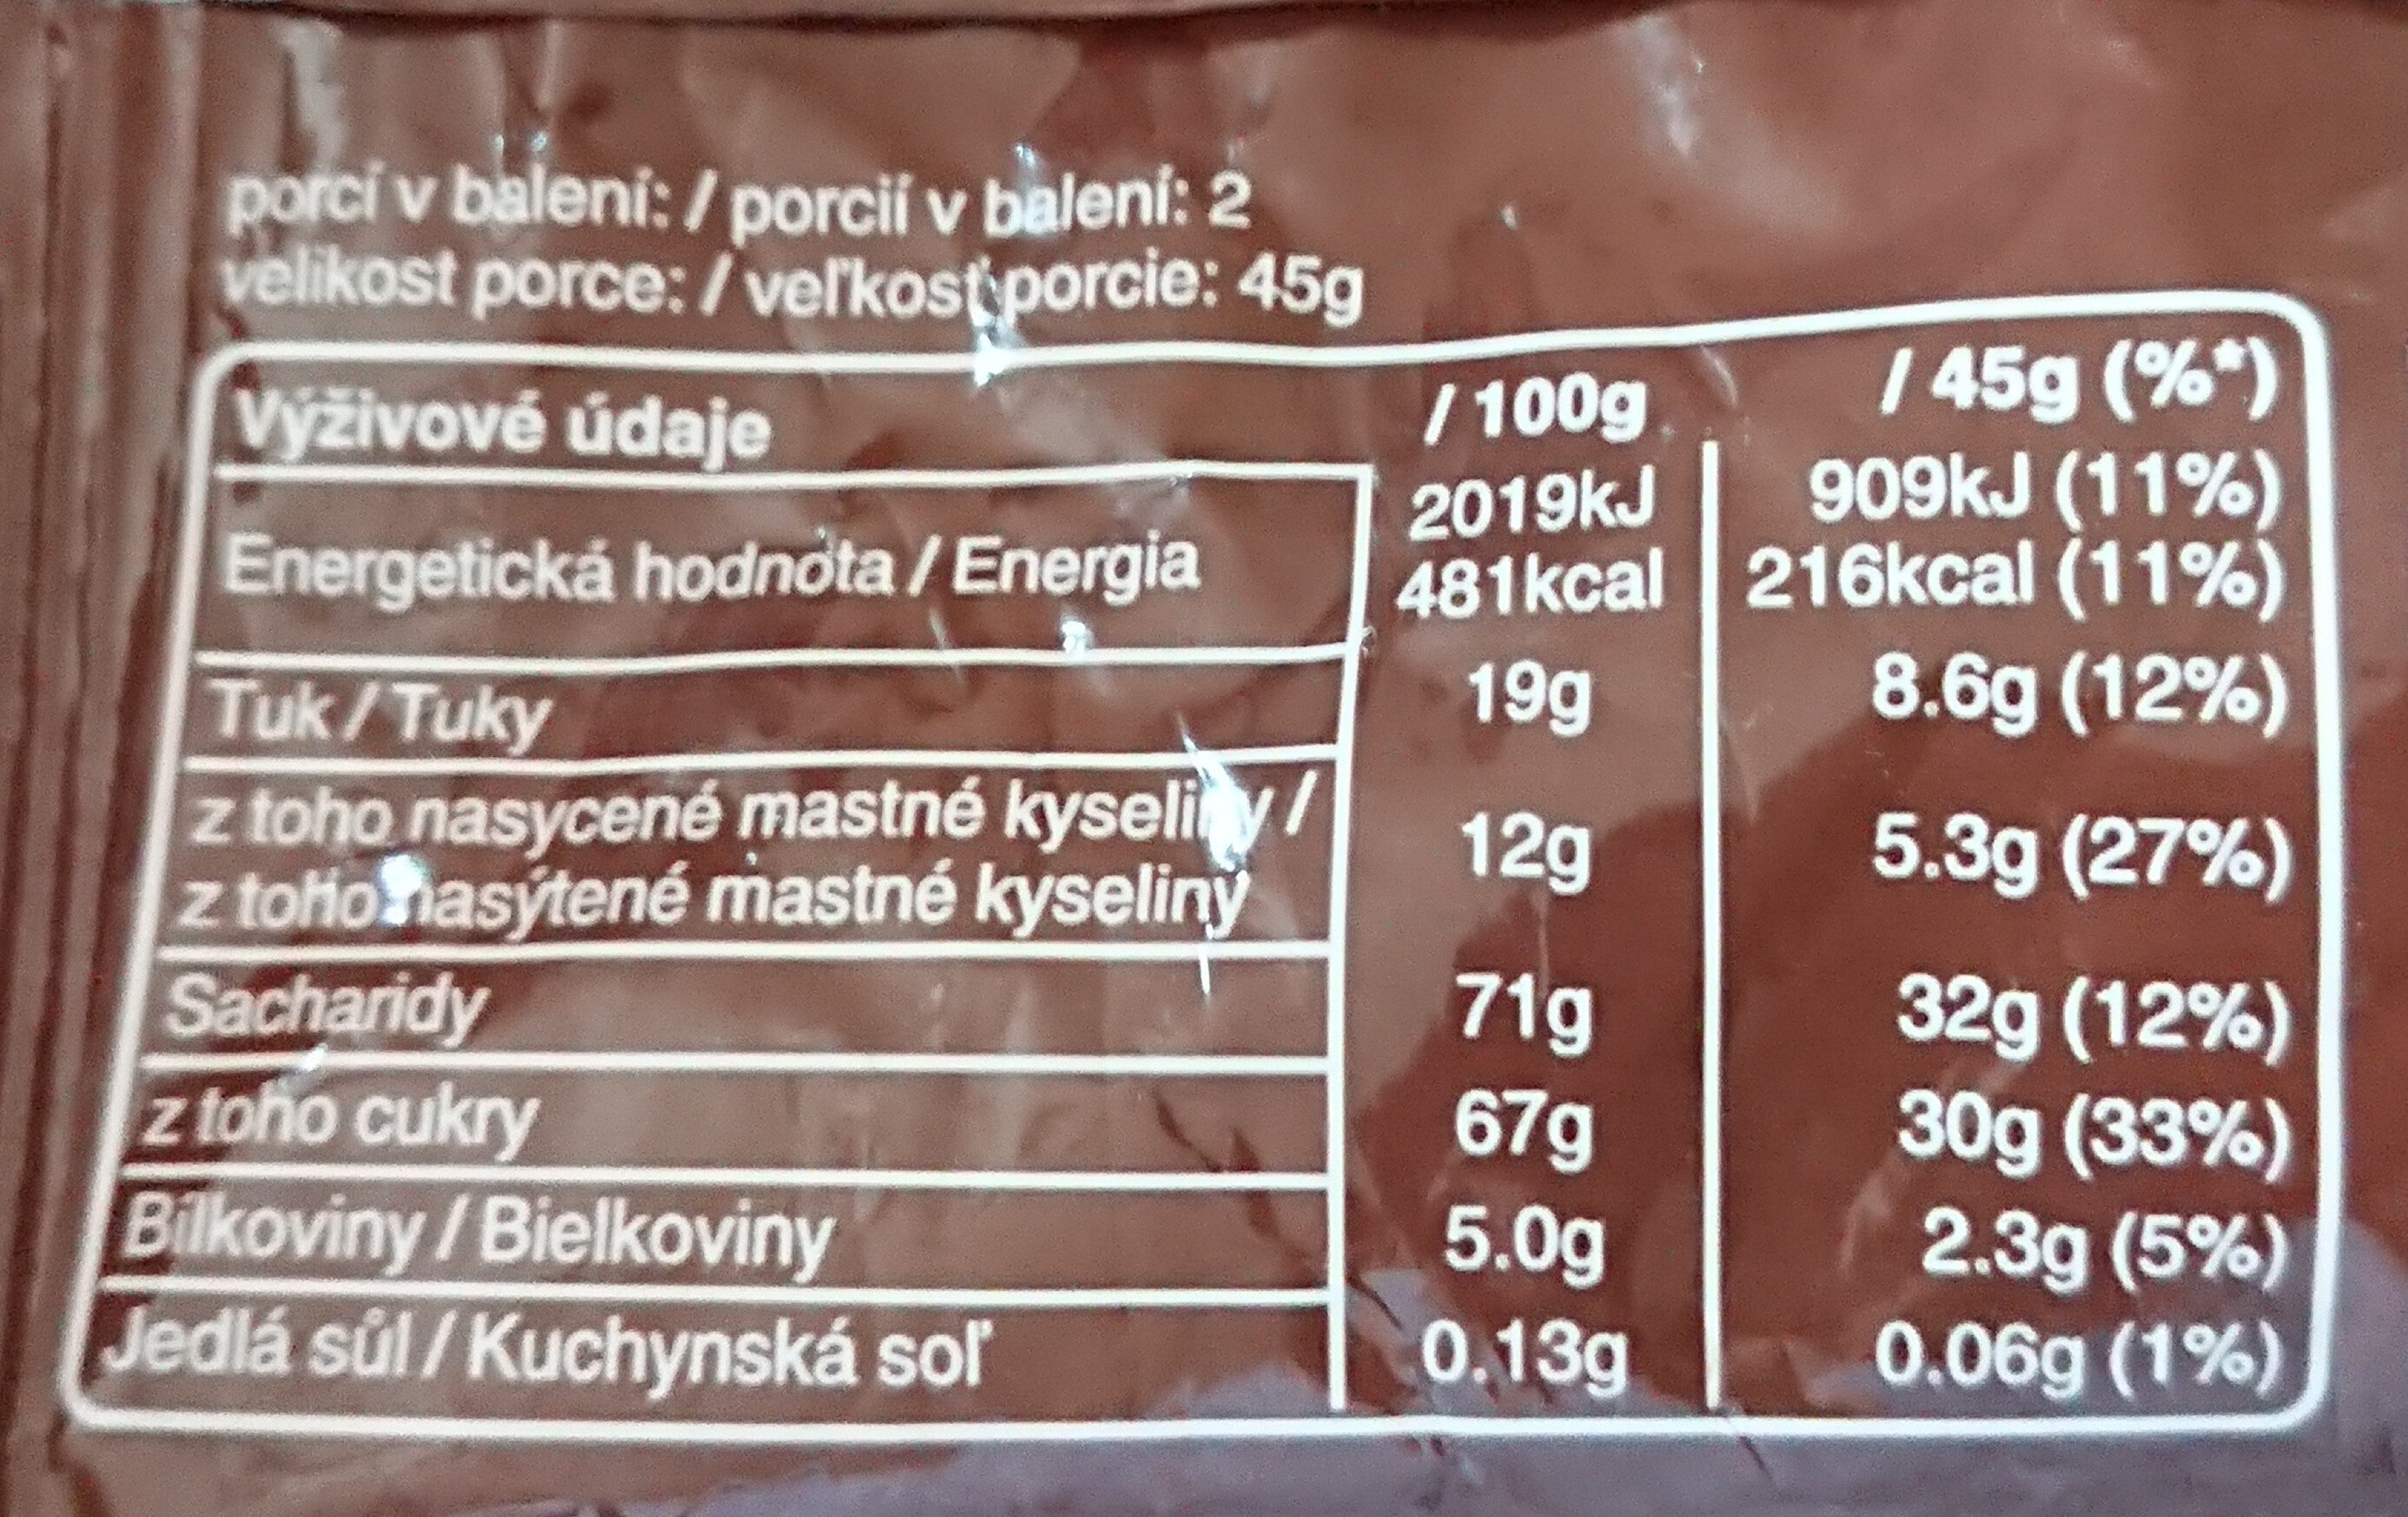 porcí v balení: / porcií v balení: 2
velikost porce: / veľkosť porcie: 45g
Výživové údaje / 100g / 45g (%*)
Energetická hodnota / Energia 2019kJ 909kJ (11%)
481kcal 216kcal (11%)
Tuk / Tuky 19g 8.6g (12%)
z toho nasycené mastné kyseliny /
z toho nasýtené mastné kyseliny 12g 5.3g (27%)
Sacharidy 71g 32g (12%)
z toho cukry 67g 30g (33%)
Bílkoviny / Bielkoviny 5.0g 2.3g (5%)
Jedlá sůl / Kuchynská soľ 0.13g 0.06g (1%)